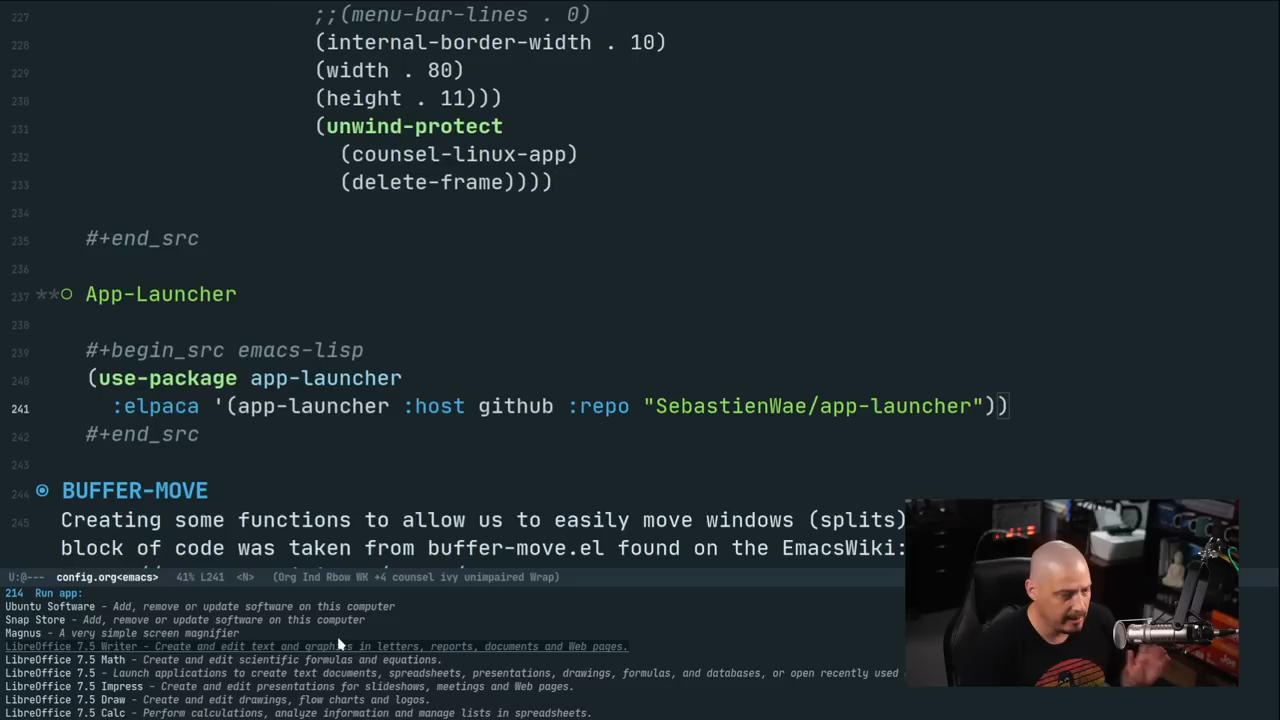 227 ;;(menu-bar-lines . 0)
228 (internal-border-width . 10)
229 (width . 80)
230 (height . 11)))
231 (unwind-protect
232 (counsel-linux-app)
233 (delete-frame))))
234
235 #+end_src
236
237 **○ App-Launcher
238
239 #+begin_src emacs-lisp
240 (use-package app-launcher
241 :elpaca '(app-launcher :host github :repo "SebastienWae/app-launcher"))
242 #+end_src
243
244 BUFFER-MOVE
245 Creating some functions to allow us to easily move windows (splits)
block of code was taken from buffer-move.el found on the EmacsWiki:
U:@--- config.org<emacs> 41% L241 <N> (Org Ind Rbow WK +4 counsel ivy unimpaired Wrap)
214 Run app:
Ubuntu Software - Add, remove or update software on this computer
Snap Store - Add, remove or update software on this computer
Magnus - A very simple screen magnifier
LibreOffice 7.5 Writer - Create and edit text and graphics in letters, reports, documents and Web pages.
LibreOffice 7.5 Math - Create and edit scientific formulas and equations.
LibreOffice 7.5 - Launch applications to create text documents, spreadsheets, presentations, drawings, formulas, and databases, or open recently used
LibreOffice 7.5 Impress - Create and edit presentations for slideshows, meetings and Web pages.
LibreOffice 7.5 Draw - Create and edit drawings, flow charts and logos.
LibreOffice 7.5 Calc - Perform calculations, analyze information and manage lists in spreadsheets.